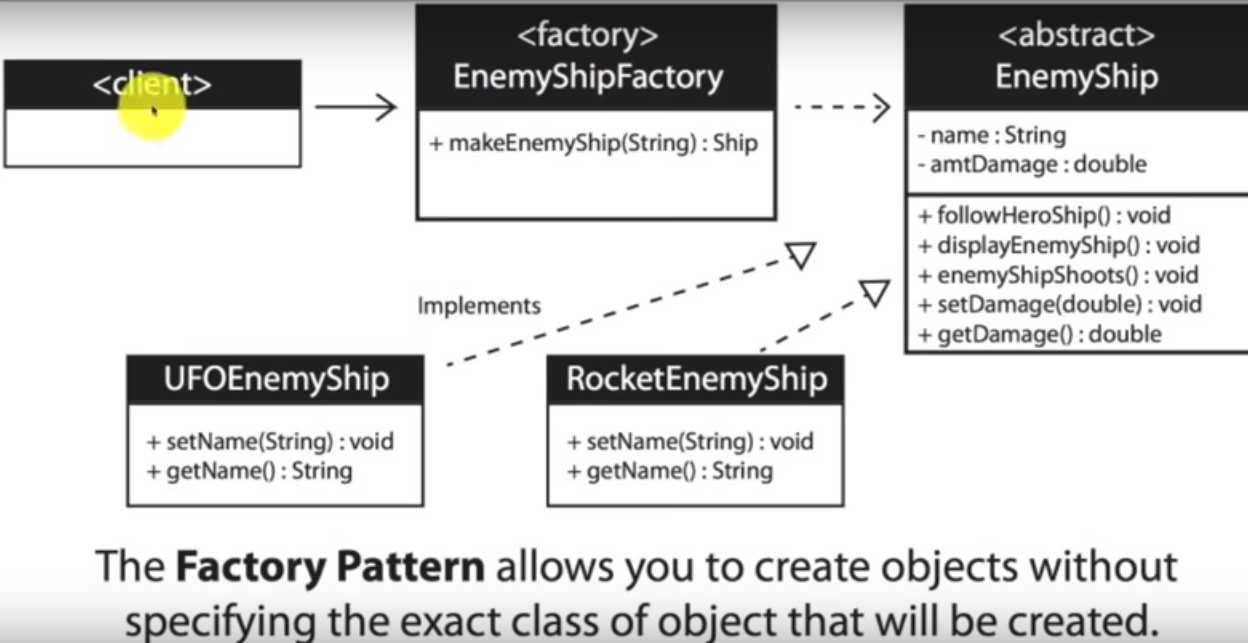 <client>
<factory>
EnemyShipFactory
+ makeEnemyShip(String) : Ship
<abstract>
EnemyShip
- name : String
- amtDamage : double
+ followHeroShip() : void
+ displayEnemyShip() : void
+ enemyShipShoots() : void
+ setDamage(double) : void
+ getDamage() : double
Implements
UFOEnemyShip
+ setName(String) : void
+ getName() : String
RocketEnemyShip
+ setName(String) : void
+ getName() : String
The Factory Pattern allows you to create objects without
specifying the exact class of object that will be created.